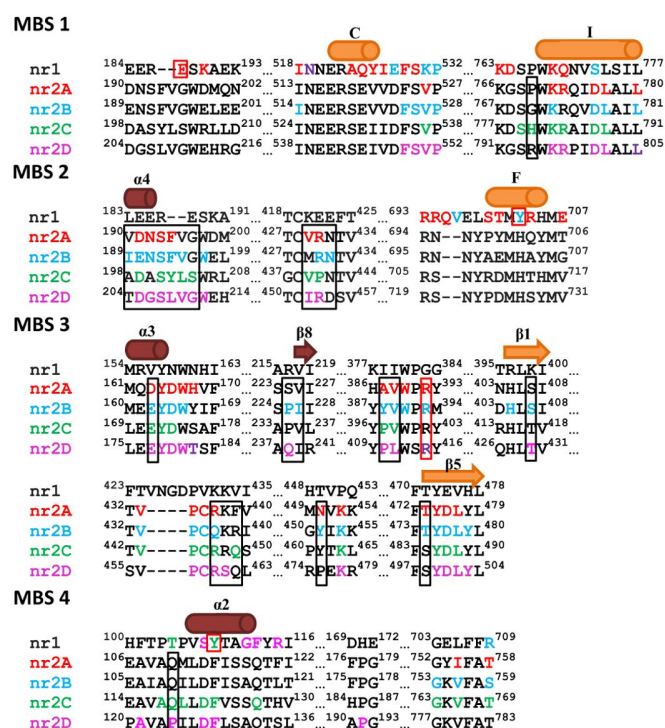 MBS 1
C I
nr1 184EER--ESKAEK193 ... 518INNERAQYIEFSKP532 ... 763KDSPWKQNVSLSIL777
nr2A 190DNSFVGWDMQN202 ... 513INEERSEVVDFSVP527 ... 766KGSPWKRQIDLALL780
nr2B 189ENSFVGWELEE201 ... 514INEERSEVVDFSVP528 ... 767KDGWKRQVDLAIL781
nr2C 198DASYLSWRLLD210 ... 524INEERSEIIDFSVP538 ... 777KDSHWKRAIDLALL791
nr2D 204DGSLVGWEHRG216 ... 538INEERSEIVDFSVP552 ... 791KGSRWKRPIDLALL805
MBS 2
α4 F
nr1 183LEER--ESKA191 ... 418TCKEEFT425 ... 693RRQVELSTMYRHME707
nr2A 190VDNSFVGWDM200 ... 427TCVRNTV434 ... 694RN--NYPYMHQYMT706
nr2B 189IENSFVGWEL199 ... 427TCMRNTV434 ... 695RN--NYAEMHAYMG707
nr2C 198ADASYLSWRL208 ... 437GCVPNTV444 ... 705RS--NYRDMHTHMV717
nr2D 204TDGSLVGWEH214 ... 450TCIRDSV457 ... 719RS--NYPDMHSYMV731
MBS 3
α3 β8 β1
nr1 154MRVYNWNHI163 ... 215ARVI219 ... 377KIIWPGG384 ... 395TRLKI400 ...
nr2A 161MQDYDWHVF170 ... 223SSVI227 ... 386HAVWPRY393 ... 403NHLSI408 ...
nr2B 160MEEYDWYIF169 ... 224SPII228 ... 387YVWPRM394 ... 403DHLSI408 ...
nr2C 169LEEYDWSAF178 ... 233APVL237 ... 396PVWPRY403 ... 413RHLTV418 ...
nr2D 175LEEYDWTSF184 ... 237AQIR241 ... 409YPLWSRY416 ... 426QHLTV431 ...
β5
nr1 423FTVNGDPVKKVI435 ... 448HTVPQ453 ... 470FTYEVHL478
nr2A 432TV----PCRKFV440 ... 449MNVKK454 ... 472FTYDLYL479
nr2B 432TV----PCQKRI440 ... 450GYIKK455 ... 473FTYDLYL480
nr2C 442TV----PCRRQS450 ... 460PYTKL465 ... 483FSYDLYL490
nr2D 455SV----PCRSQL463 ... 474PEKR479 ... 497FSYDLYL504
MBS 4
α2
nr1 100HFTPTPVSYTAGFYRI116 ... 169DHE172 ... 703GELFFR709
nr2A 106EAVAQMLDFISSQTFI122 ... 176FPG179 ... 752GYIFAT758
nr2B 105EAIAQILDFISAQTLT121 ... 175FPG178 ... 753GKVFAS759
nr2C 114EAVAQLLDFVSSQTHV130 ... 184HPG187 ... 763GKVFAT769
nr2D 120PAVAPILDFLSAQTSL136 ... 190APG193 ... 777GKVFAT783